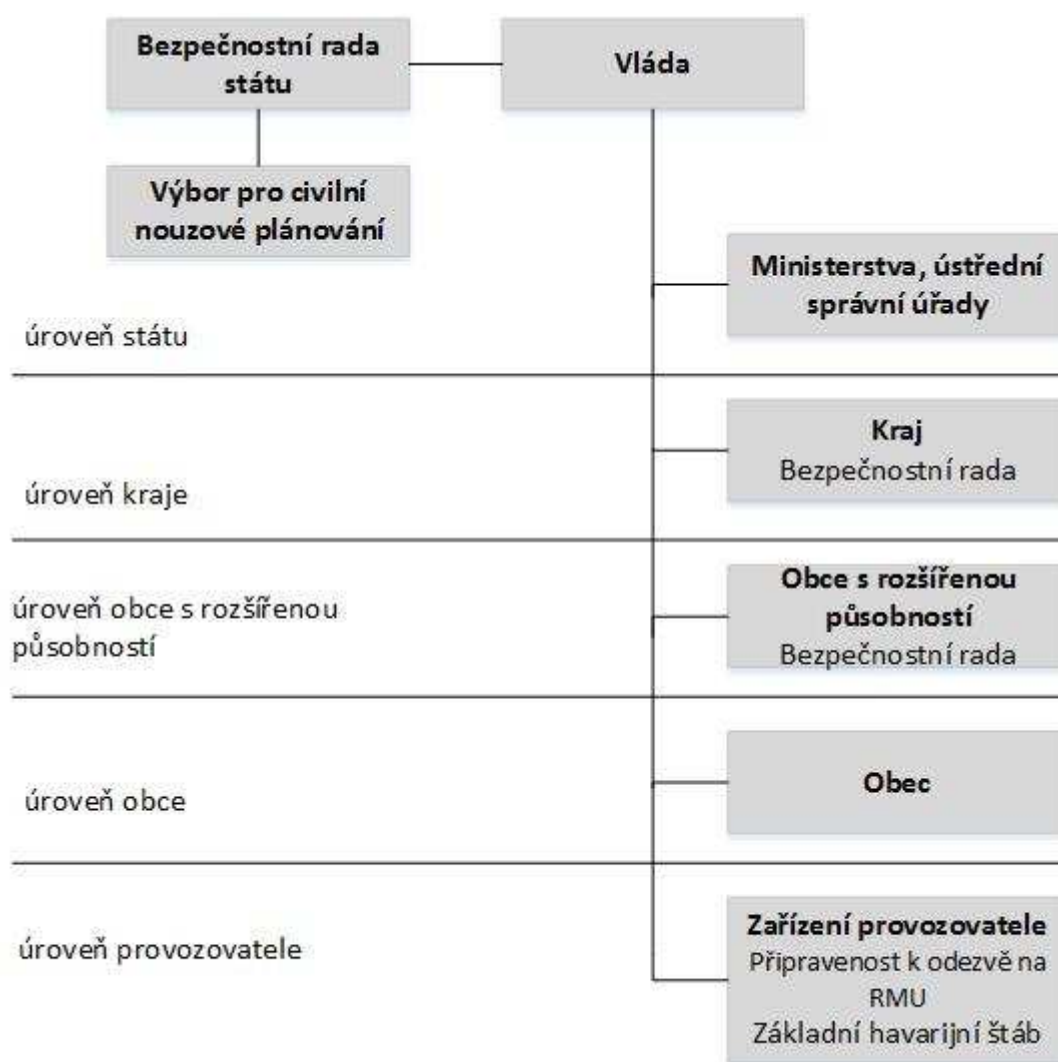 Bezpečnostní rada
státu
Vláda
Výbor pro civilní
nouzové plánování
Ministerstva, ústřední
správní úřady
úroveň státu
Kraj
Bezpečnostní rada
úroveň kraje
Obce s rozšířenou
působností
Bezpečnostní rada
úroveň obce s rozšířenou
působností
Obec
úroveň obce
Zařízení provozovatele
Připravenost k odezvě na
RMU
Základní havarijní štáb
úroveň provozovatele